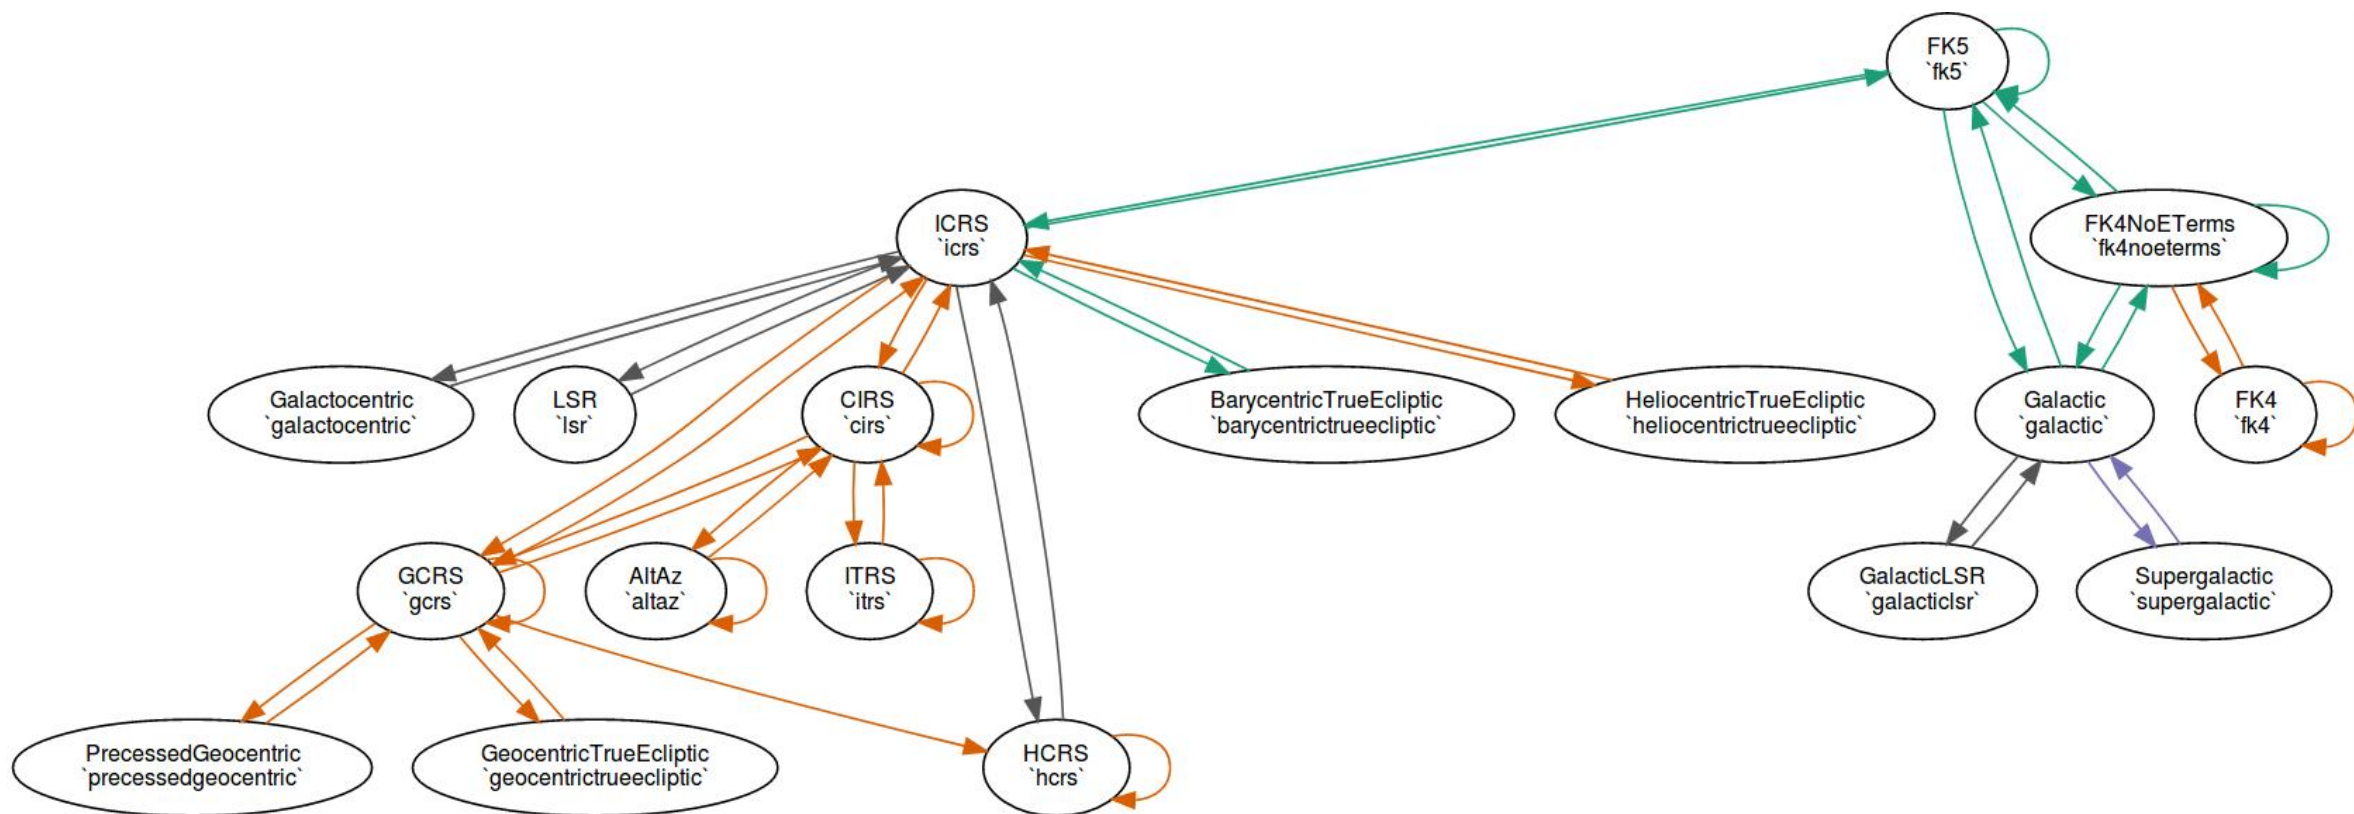 FK5
`fk5`
ICRS
`icrs`
FK4NoETerms
`fk4noeterms`
Galactocentric
`galactocentric`
LSR
`lsr`
CIRS
`cirs`
BarycentricTrueEcliptic
`barycentrictrueecliptic`
HeliocentricTrueEcliptic
`heliocentrictrueecliptic`
Galactic
`galactic`
FK4
`fk4`
GCRS
`gcrs`
AltAz
`altaz`
ITRS
`itrs`
GalacticLSR
`galacticlsr`
Supergalactic
`supergalactic`
PrecessedGeocentric
`precessedgeocentric`
GeocentricTrueEcliptic
`geocentrictrueecliptic`
HCRS
`hcrs`